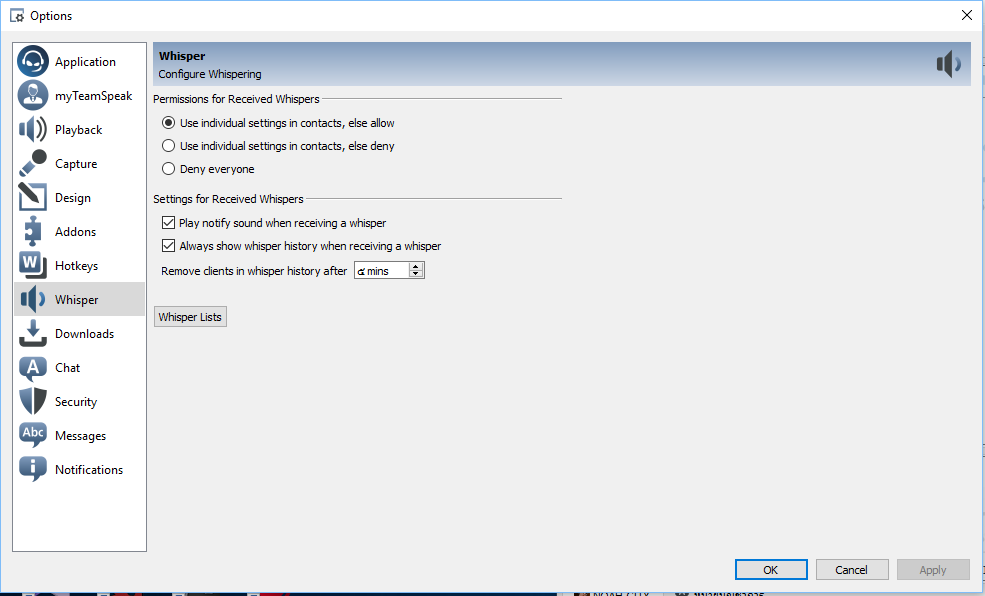 Options
Application
myTeamSpeak
Playback
Capture
Design
Addons
W
Hotkeys
Whisper
Downloads
A
Chat
Security
Abc
Messages
i
Notifications
Whisper
Configure Whispering
Permissions for Received Whispers
Use individual settings in contacts, else allow
Use individual settings in contacts, else deny
Deny everyone
Settings for Received Whispers
Play notify sound when receiving a whisper
Always show whisper history when receiving a whisper
Remove clients in whisper history after
mins
Whisper Lists
OK
Cancel
Apply